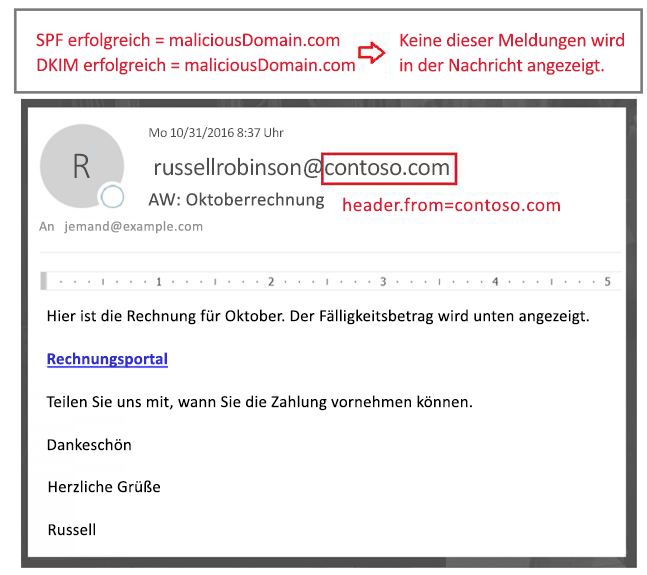 SPF erfolgreich = maliciousDomain.com
DKIM erfolgreich = maliciousDomain.com
Keine dieser Meldungen wird
in der Nachricht angezeigt.
R
Mo 10/31/2016 8:37 Uhr
russellrobinson@contoso.com
AW: Oktoberrechnung
header.from=contoso.com
An jemand@example.com
1 2 3 4 5
Hier ist die Rechnung für Oktober. Der Fälligkeitsbetrag wird unten angezeigt.
Rechnungsportal
Teilen Sie uns mit, wann Sie die Zahlung vornehmen können.
Dankeschön
Herzliche Grüße
Russell